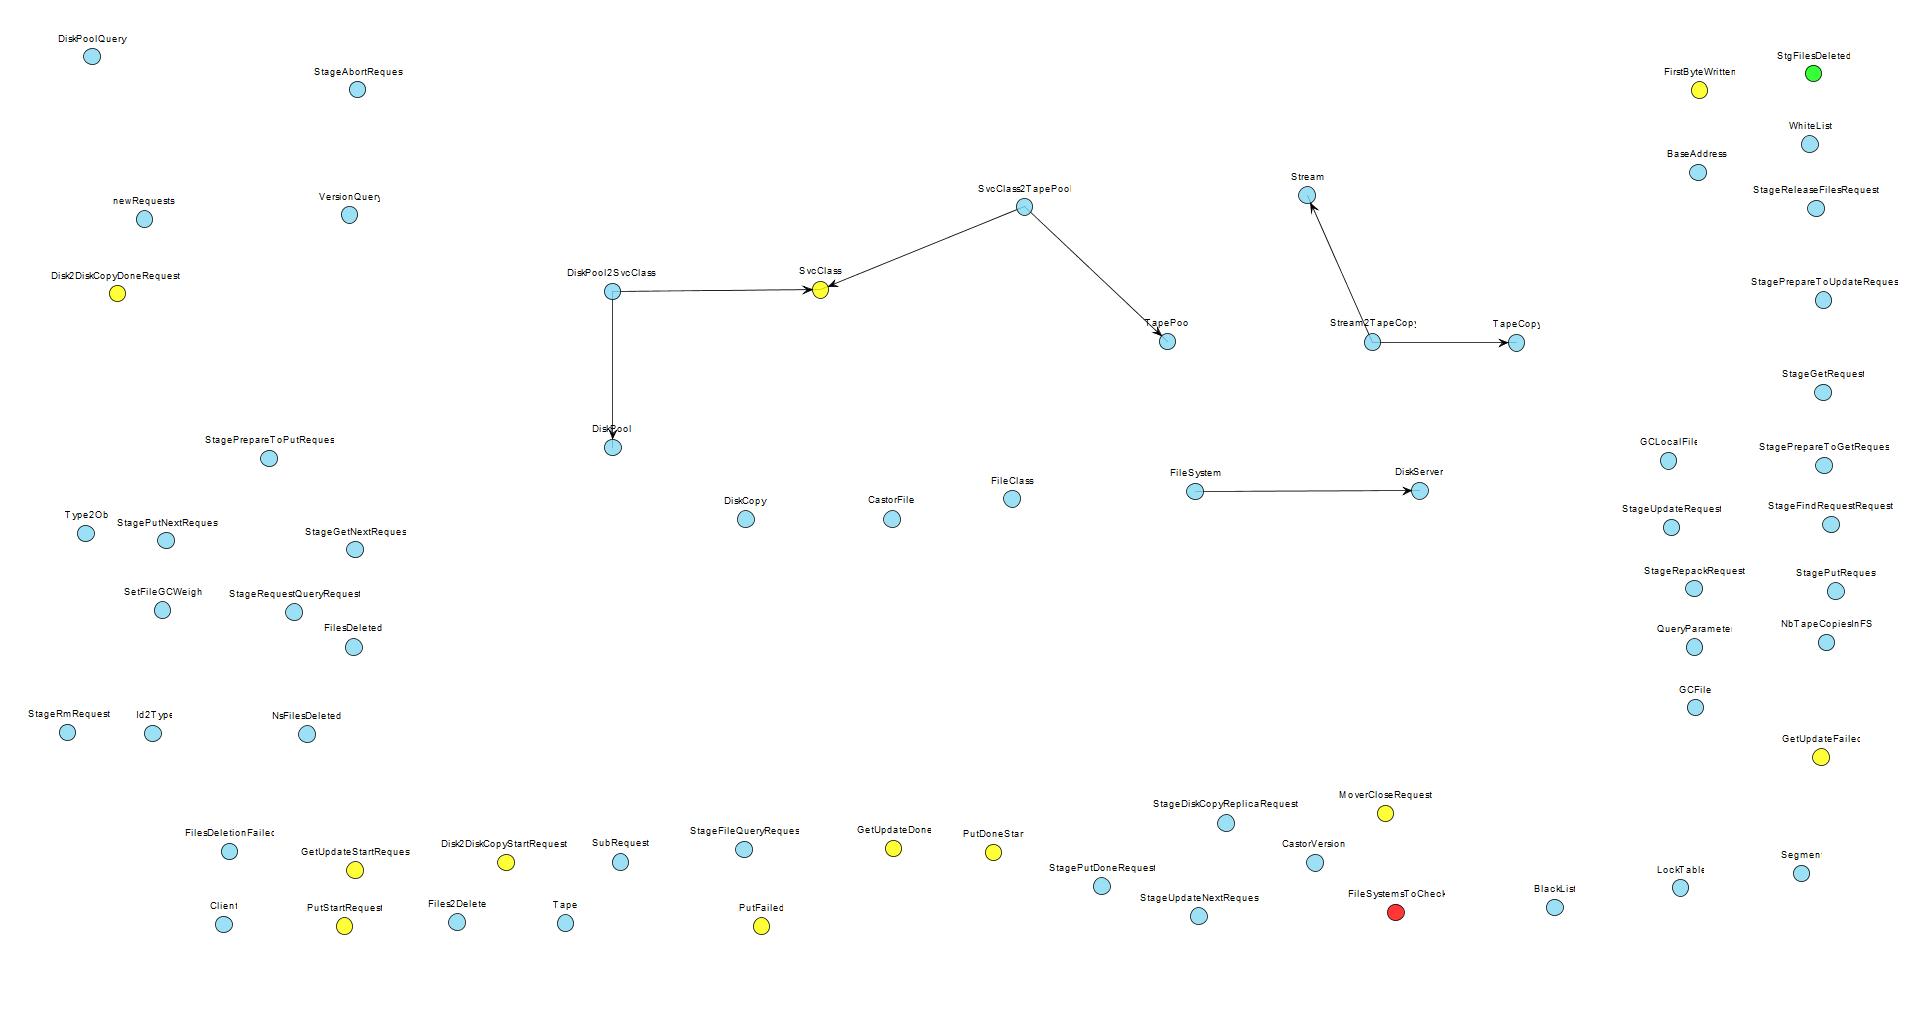 DiskPoolQuery
StageAbortReques
StgFilesDeleted
FirstByteWritten
WhiteList
BaseAddress
Stream
SvcClass2TapePool
StageReleaseFilesRequest
newRequests
VersionQuery
Disk2DiskCopyDoneRequest
DiskPool2SvcClass
SvcClass
StagePrepareToUpdateReques
TapePoo
Stream2TapeCopy
TapeCopy
StageGetRequest
DiskPool
StagePrepareToPutReques
GCLocalFile
StagePrepareToGetReques
FileSystem
DiskServer
FileClass
DiskCopy
CastorFile
StageUpdateRequest
StageFindRequestRequest
Type2Ob
StagePutNextReques
StageGetNextReques
StageRepackRequest
StagePutReques
SetFileGCWeigh
StageRequestQueryRequest
FilesDeleted
QueryParamete
NbTapeCopiesInFS
GCFile
StageRmRequest
Id2Type
NsFilesDeleted
GetUpdateFailed
StageDiskCopyReplicaRequest
MoverCloseRequest
FilesDeletionFailed
GetUpdateStartReques
Disk2DiskCopyStartRequest
SubRequest
StageFileQueryReques
GetUpdateDone
PutDoneStar
CastorVersion
Segmen
StagePutDoneRequest
LockTable
StageUpdateNextReques
FileSystemsToCheck
BlackList
Client
PutStartRequest
Files2Delete
Tape
PutFailed